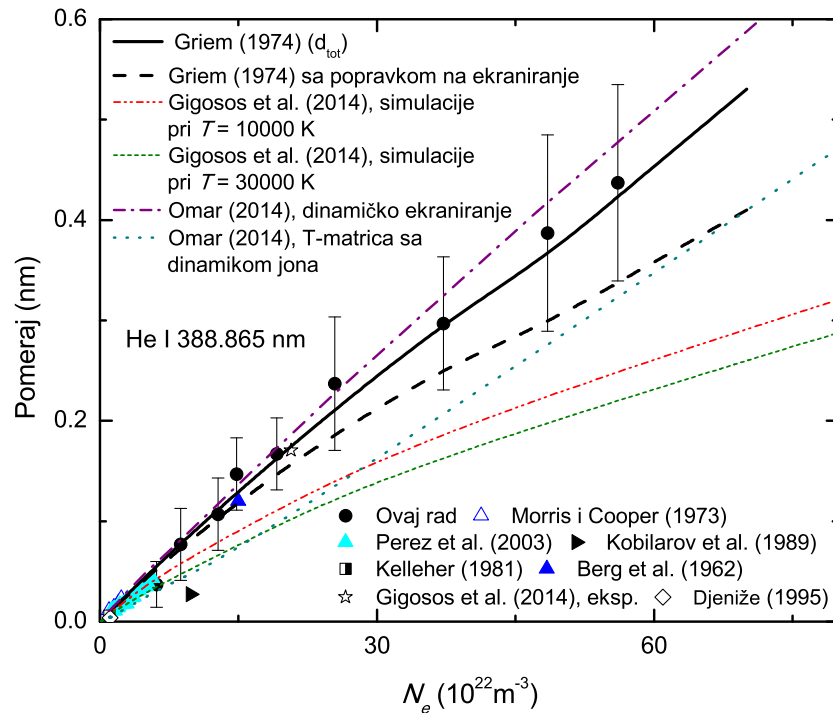 0.6
0.4
0.2
0.0
Pomeraj (nm)
Griem (1974) (d_tot)
Griem (1974) sa popravkom na ekraniranje
Gigosos et al. (2014), simulacije
pri T = 10000 K
Gigosos et al. (2014), simulacije
pri T = 30000 K
Omar (2014), dinamičko ekraniranje
Omar (2014), T-matrica sa
dinamikom jona
He I 388.865 nm
Ovaj rad Morris i Cooper (1973)
Perez et al. (2003) Kobilarov et al. (1989)
Kelleher (1981) Berg et al. (1962)
Gigosos et al. (2014), eksp. Djeniže (1995)
0 30 60
N_e (10^22 m^-3)